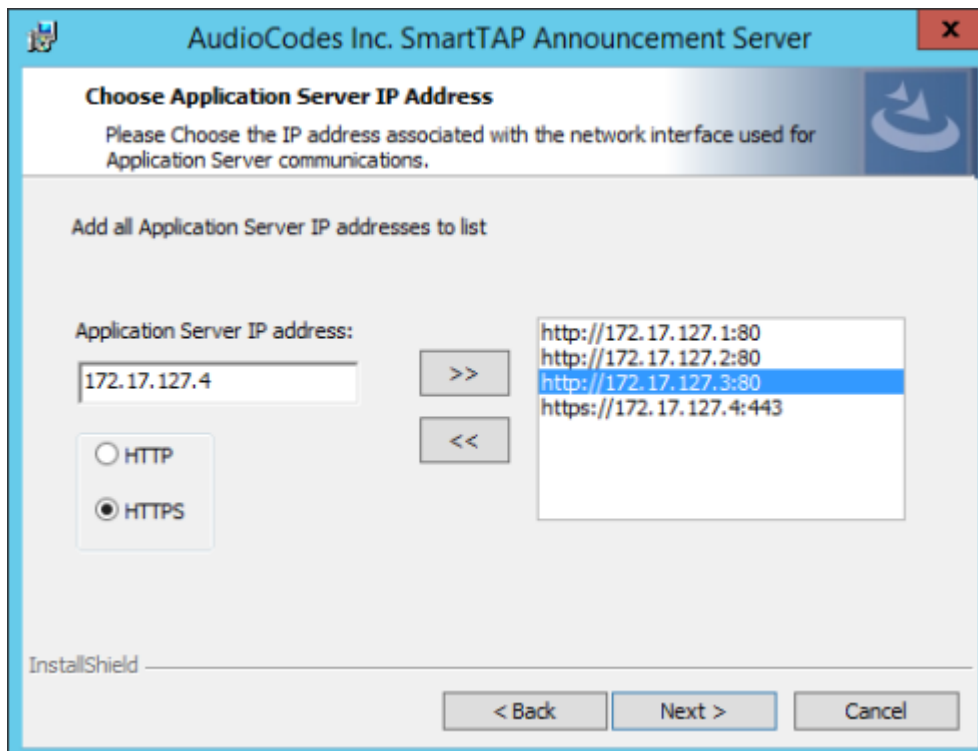 AudioCodes Inc. SmartTAP Announcement Server
x
Choose Application Server IP Address
Please Choose the IP address associated with the network interface used for
Application Server communications.
Add all Application Server IP addresses to list
Application Server IP address:
172.17.127.4
>>
<<
HTTP
HTTPS
http://172.17.127.1:80
http://172.17.127.2:80
http://172.17.127.3:80
https://172.17.127.4:443
InstallShield
< Back
Next >
Cancel